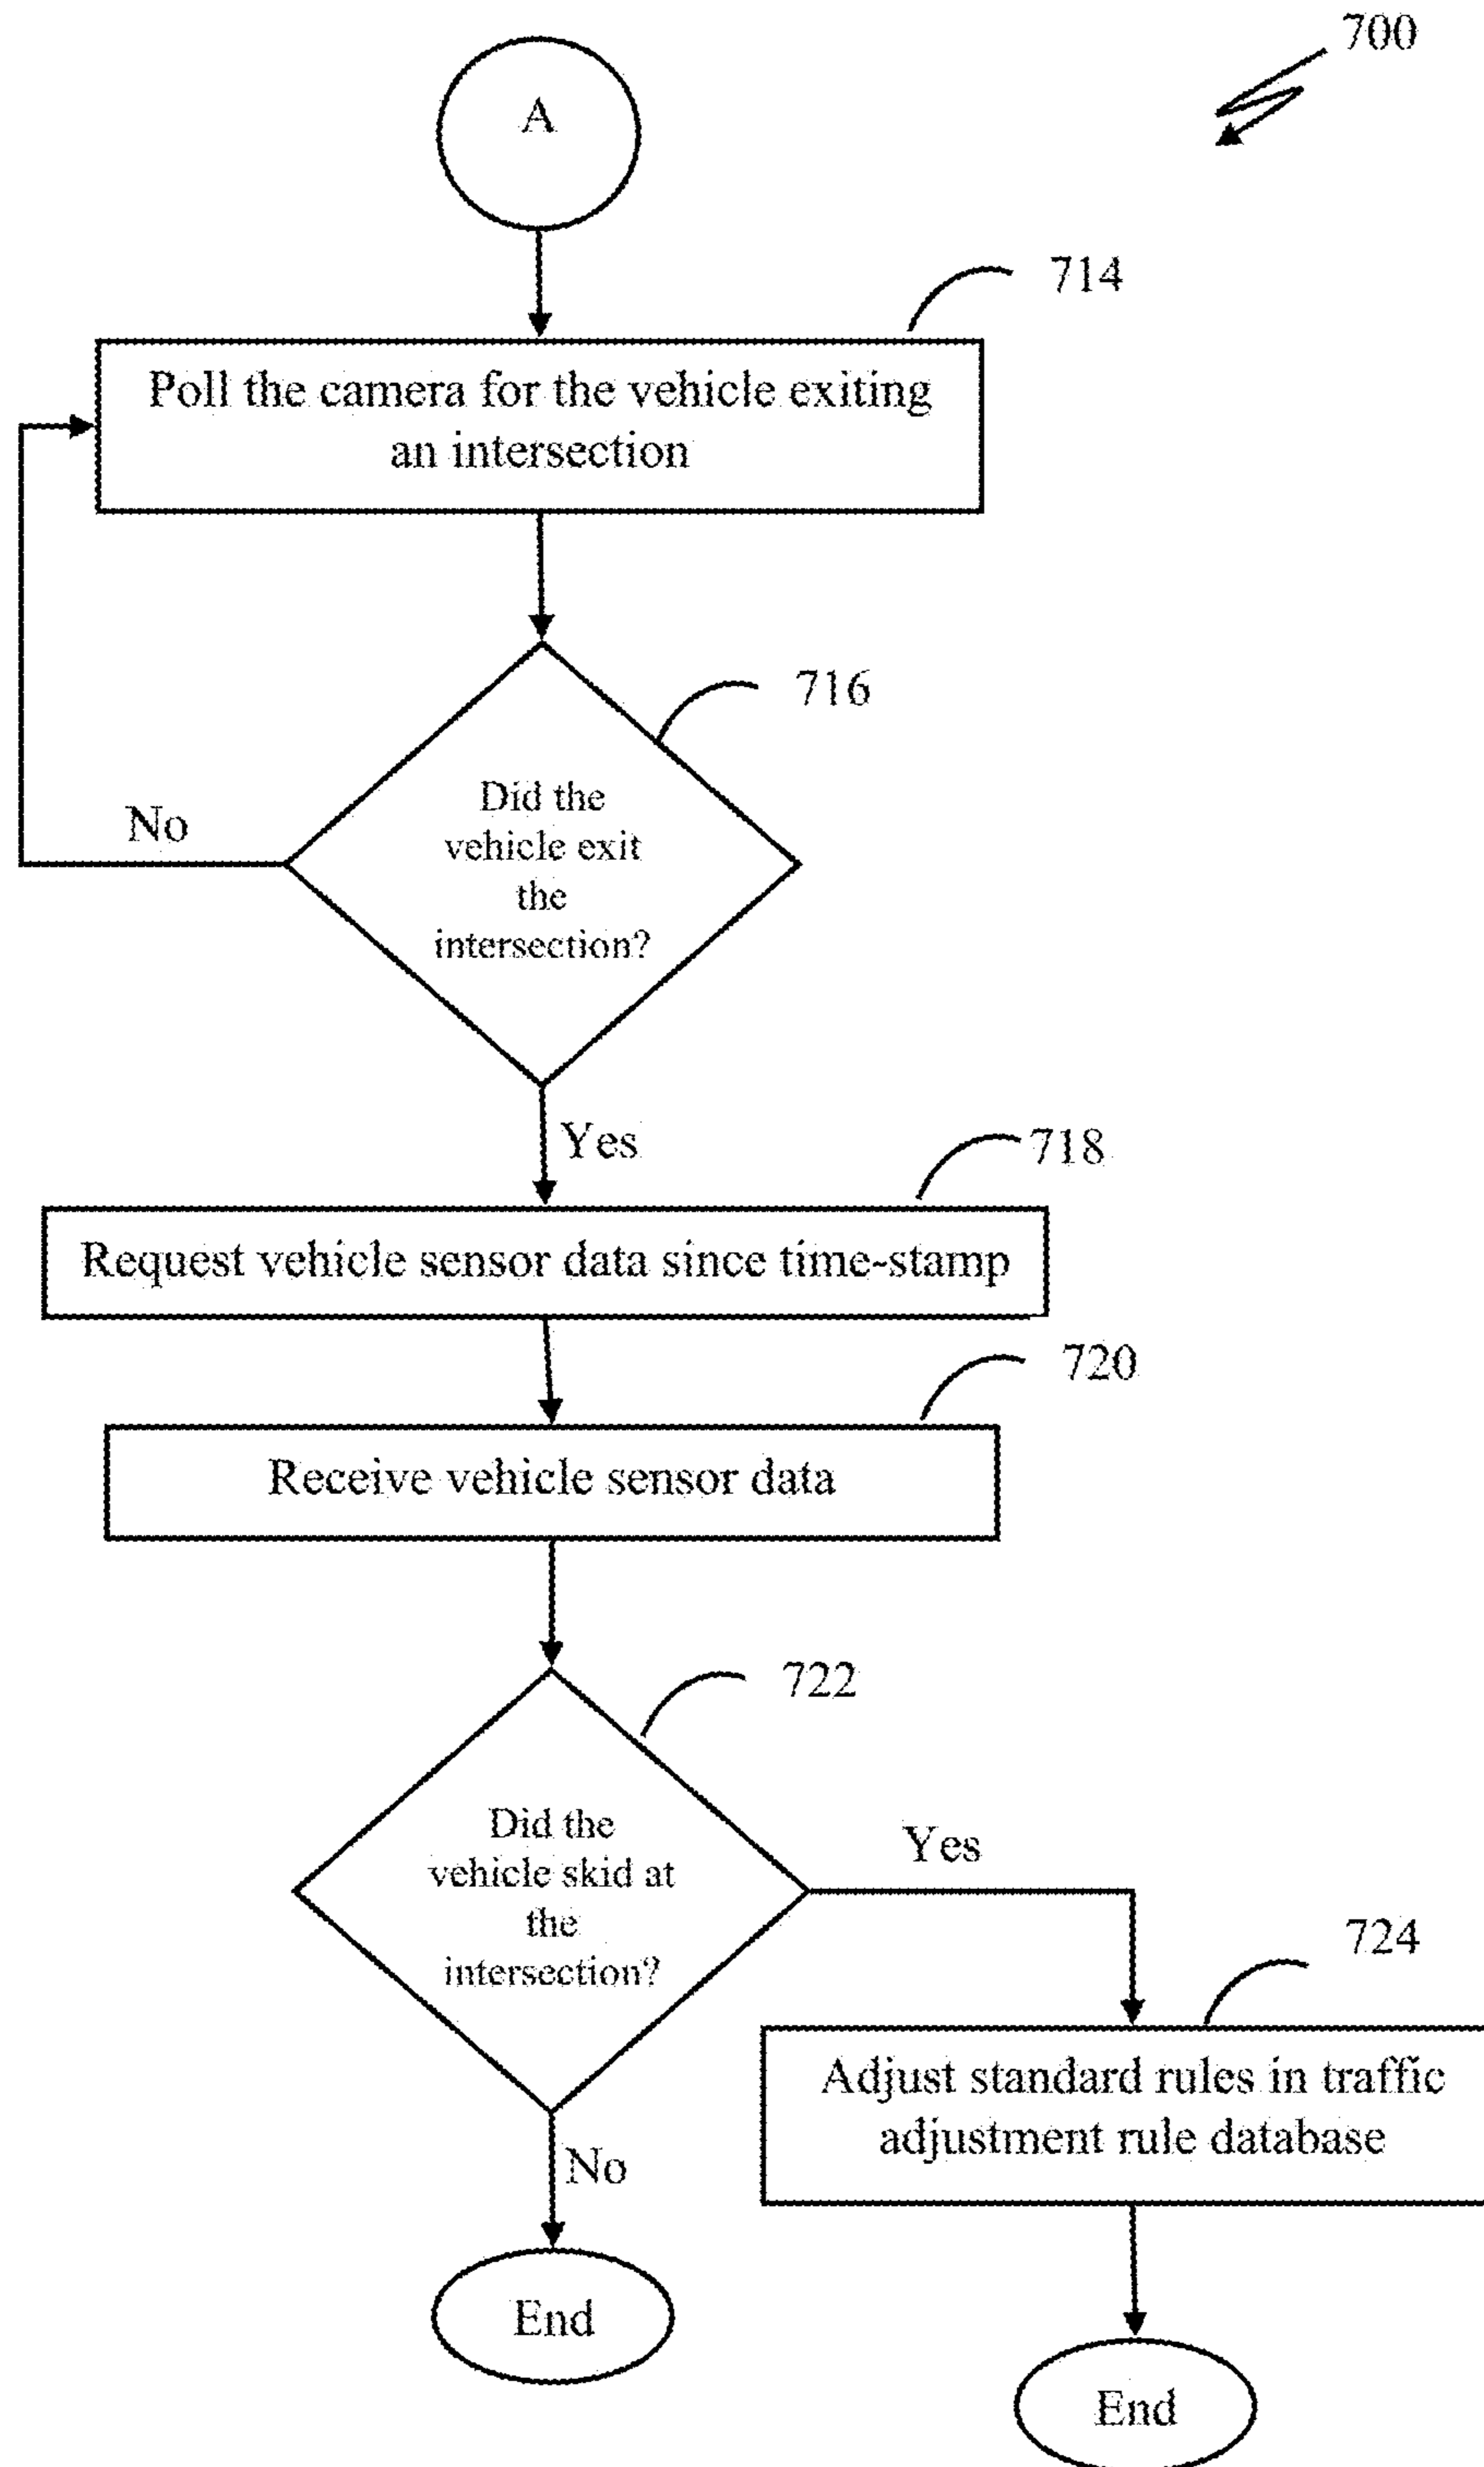 700
A
714
Poll the camera for the vehicle exiting
an intersection
716
Did the
vehicle exit
the
intersection?
No
Yes
718
Request vehicle sensor data since time-stamp
720
Receive vehicle sensor data
722
Did the
vehicle skid at
the
intersection?
Yes
724
Adjust standard rules in traffic
adjustment rule database
No
End
End